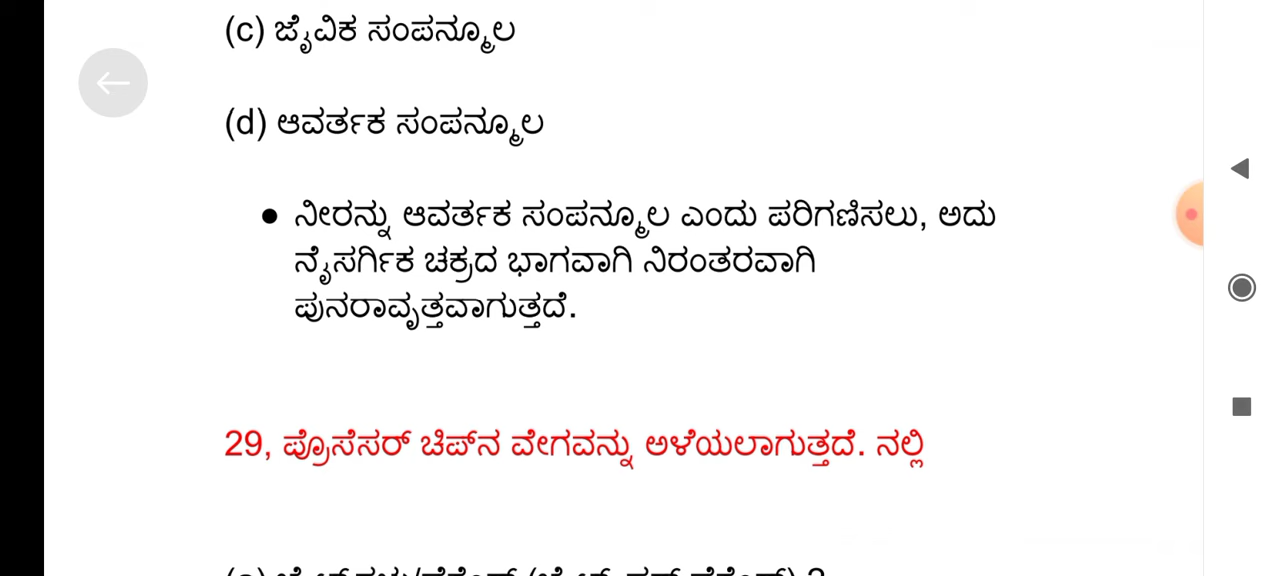 (c) ಜೈವಿಕ ಸಂಪನ್ಮೂಲ
(d) ಆವರ್ತಕ ಸಂಪನ್ಮೂಲ
● ನೀರನ್ನು ಆವರ್ತಕ ಸಂಪನ್ಮೂಲ ಎಂದು ಪರಿಗಣಿಸಲು, ಅದು
ನೈಸರ್ಗಿಕ ಚಕ್ರದ ಭಾಗವಾಗಿ ನಿರಂತರವಾಗಿ
ಪುನರಾವೃತ್ತವಾಗುತ್ತದೆ.
29, ಪ್ರೊಸೆಸರ್ ಚಿಪ್‌ನ ವೇಗವನ್ನು ಅಳೆಯಲಾಗುತ್ತದೆ. ನಲ್ಲಿ